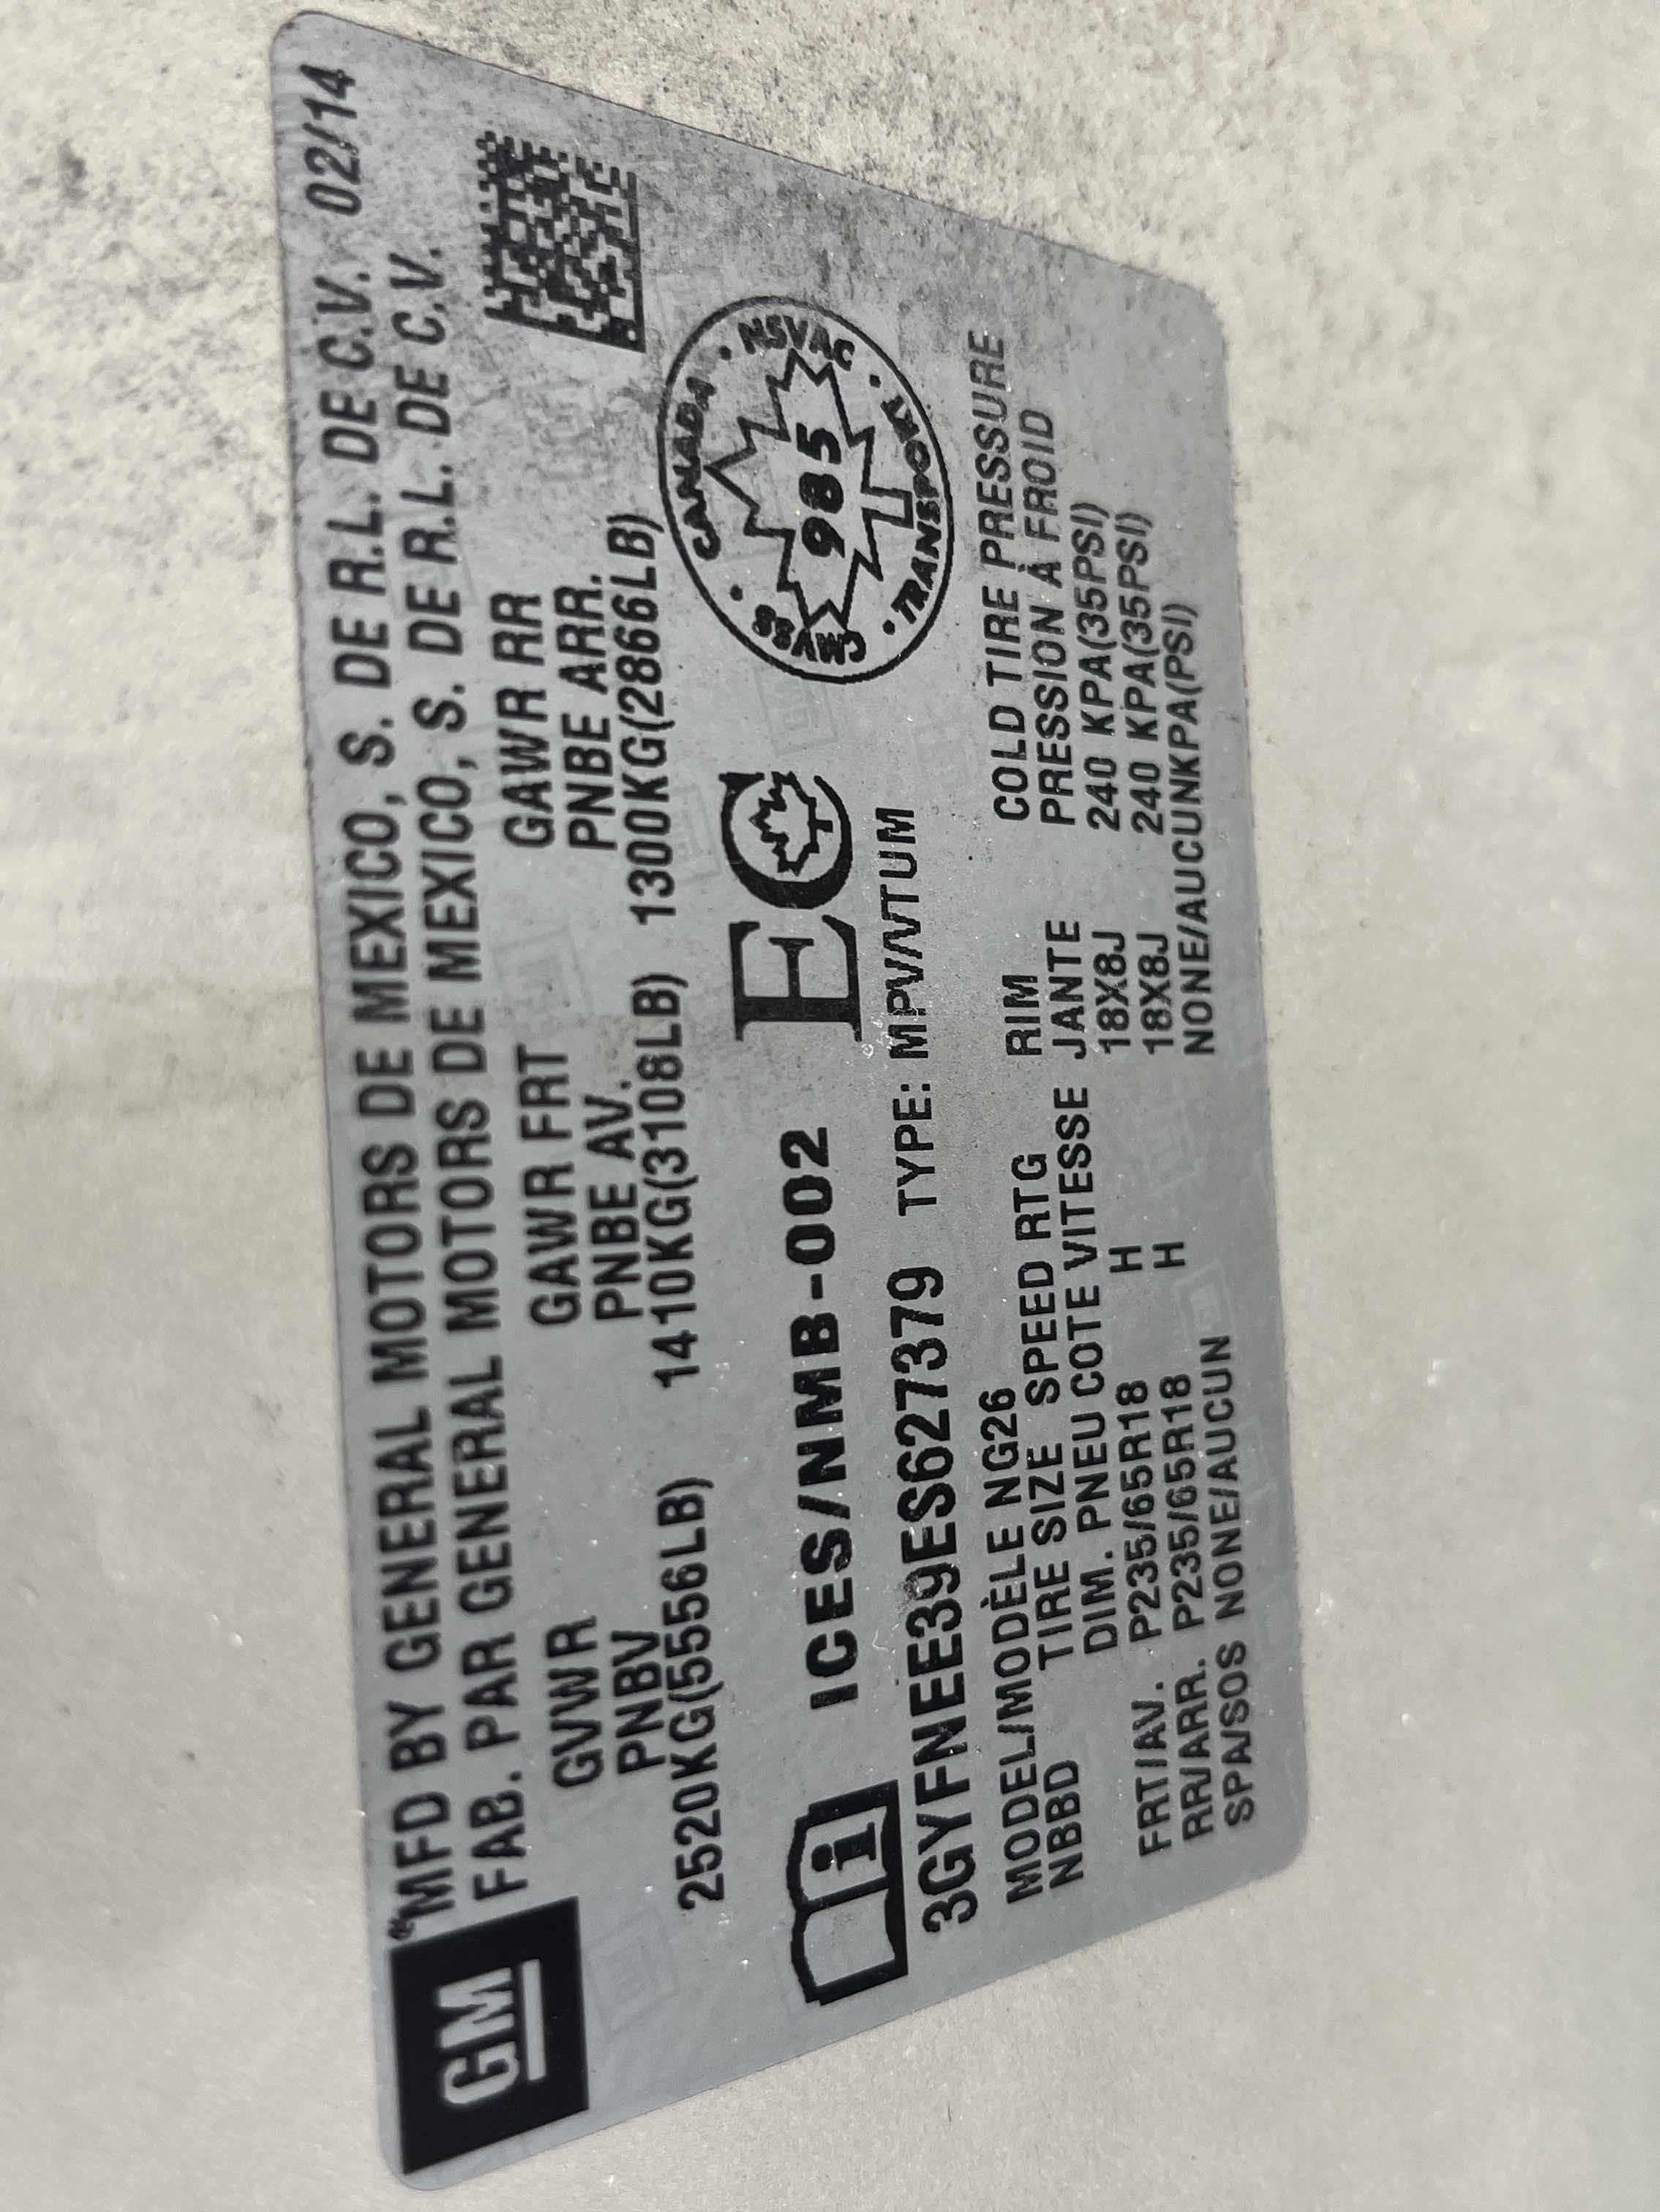 GM
MFD BY GENERAL MOTORS DE MEXICO, S. DE R.L. DE C.V. 02/14
FAB. PAR GENERAL MOTORS DE MEXICO, S. DE R.L. DE C.V.
GVWR GAWR FRT GAWR RR
PNBV PNBE AV. PNBE ARR.
2520KG(5556LB) 1410KG(3108LB) 1300KG(2866LB)
i ICES/NMB-002 EC
CANADA · NSVAC · TRANSPORT · CMVSS ·
985
3GYFNEE39ES627379 TYPE: MPV/VTUM
MODEL/MODÈLE NG26
NBBD TIRE SIZE SPEED RTG RIM COLD TIRE PRESSURE
DIM. PNEU COTE VITESSE JANTE PRESSION À FROID
FRT/AV. P235/65R18 H 18X8J 240 KPA(35PSI)
RR/ARR. P235/65R18 H 18X8J 240 KPA(35PSI)
SPA/SOS NONE/AUCUN NONE/AUCUNKPA(PSI)